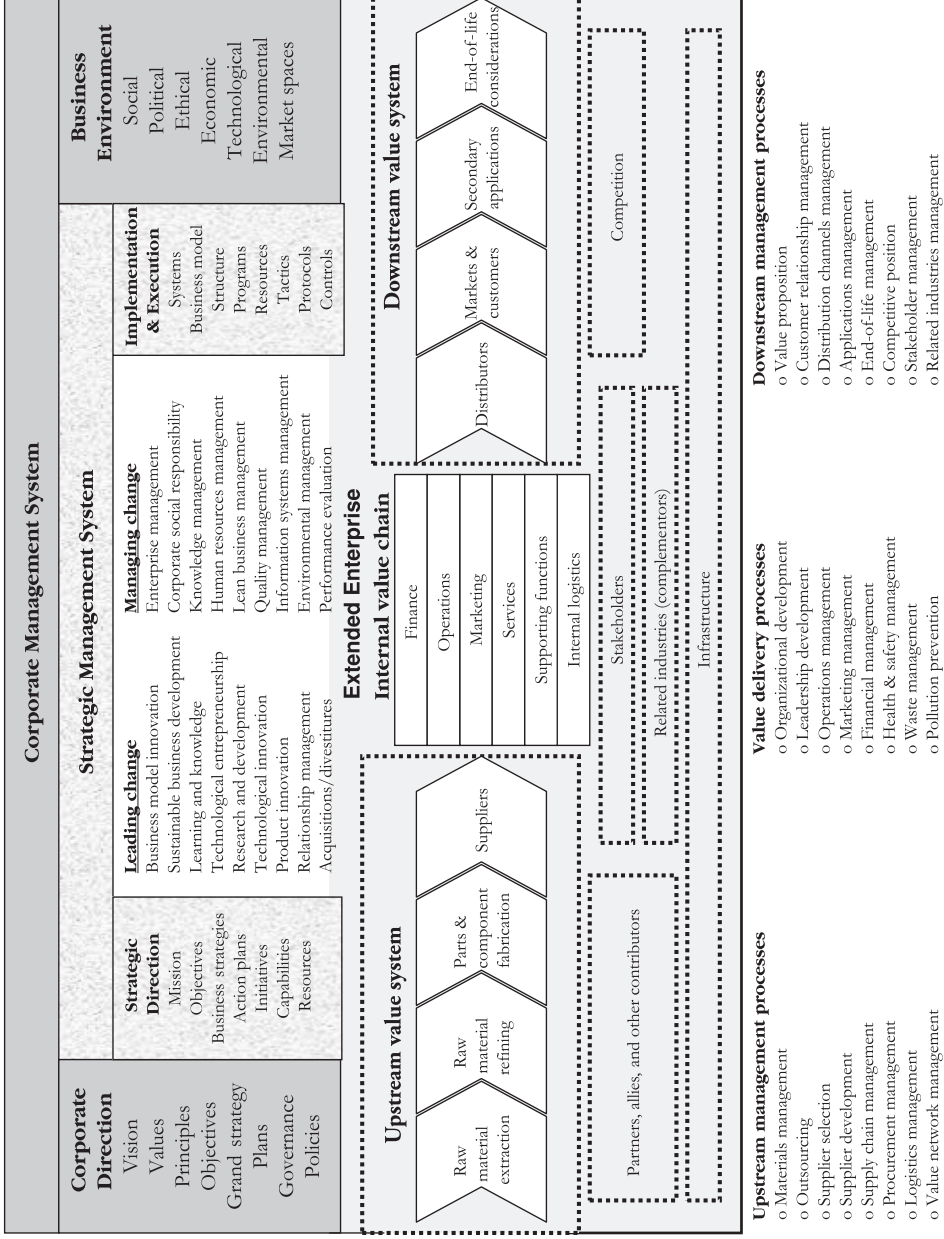 Corporate Management System
Corporate
Direction
Vision
Values
Principles
Objectives
Grand strategy
Plans
Governance
Policies
Strategic Management System
Strategic
Direction
Mission
Objectives
Business strategies
Action plans
Initiatives
Capabilities
Resources
Leading change
Business model innovation
Sustainable business development
Learning and knowledge
Technological entrepreneurship
Research and development
Technological innovation
Product innovation
Relationship management
Acquisitions/divestitures
Managing change
Enterprise management
Corporate social responsibility
Knowledge management
Human resources management
Lean business management
Quality management
Information systems management
Environmental management
Performance evaluation
Implementation
& Execution
Systems
Business model
Structure
Programs
Resources
Tactics
Protocols
Controls
Business
Environment
Social
Political
Ethical
Economic
Technological
Environmental
Market spaces
Extended Enterprise
Upstream value system
Raw
material
extraction
Raw
material
refining
Parts &
component
fabrication
Suppliers
Internal value chain
Finance
Operations
Marketing
Services
Supporting functions
Internal logistics
Downstream value system
Distributors
Markets &
customers
Secondary
applications
End-of-life
considerations
Partners, allies, and other contributors
Stakeholders
Related industries (complementors)
Competition
Infrastructure
Upstream management processes
o Materials management
o Outsourcing
o Supplier selection
o Supplier development
o Supply chain management
o Procurement management
o Logistics management
o Value network management
Value delivery processes
o Organizational development
o Leadership development
o Operations management
o Marketing management
o Financial management
o Health & safety management
o Waste management
o Pollution prevention
Downstream management processes
o Value proposition
o Customer relationship management
o Distribution channels management
o Applications management
o End-of-life management
o Competitive position
o Stakeholder management
o Related industries management